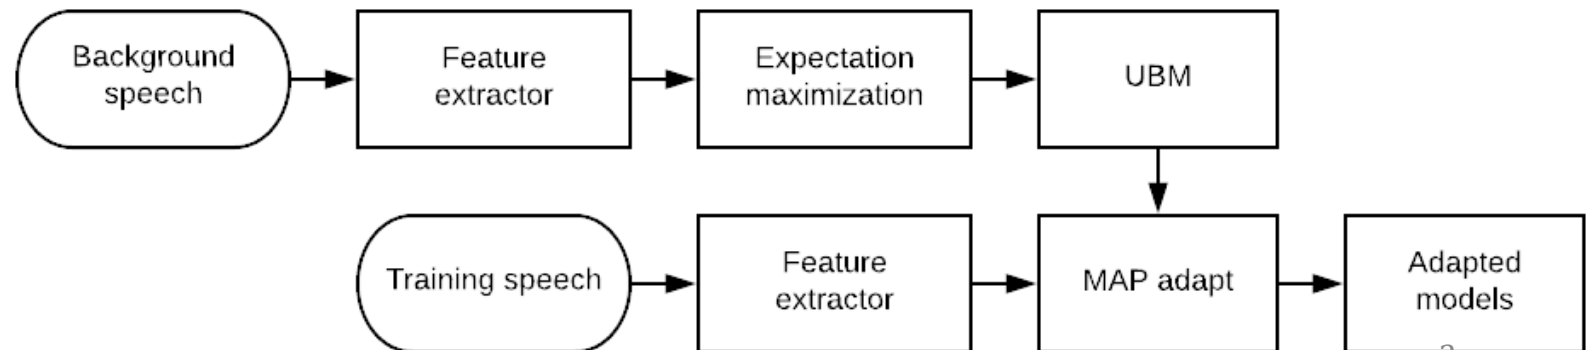 Background
speech
Feature
extractor
Expectation
maximization
UBM
Training speech
Feature
extractor
MAP adapt
Adapted
models